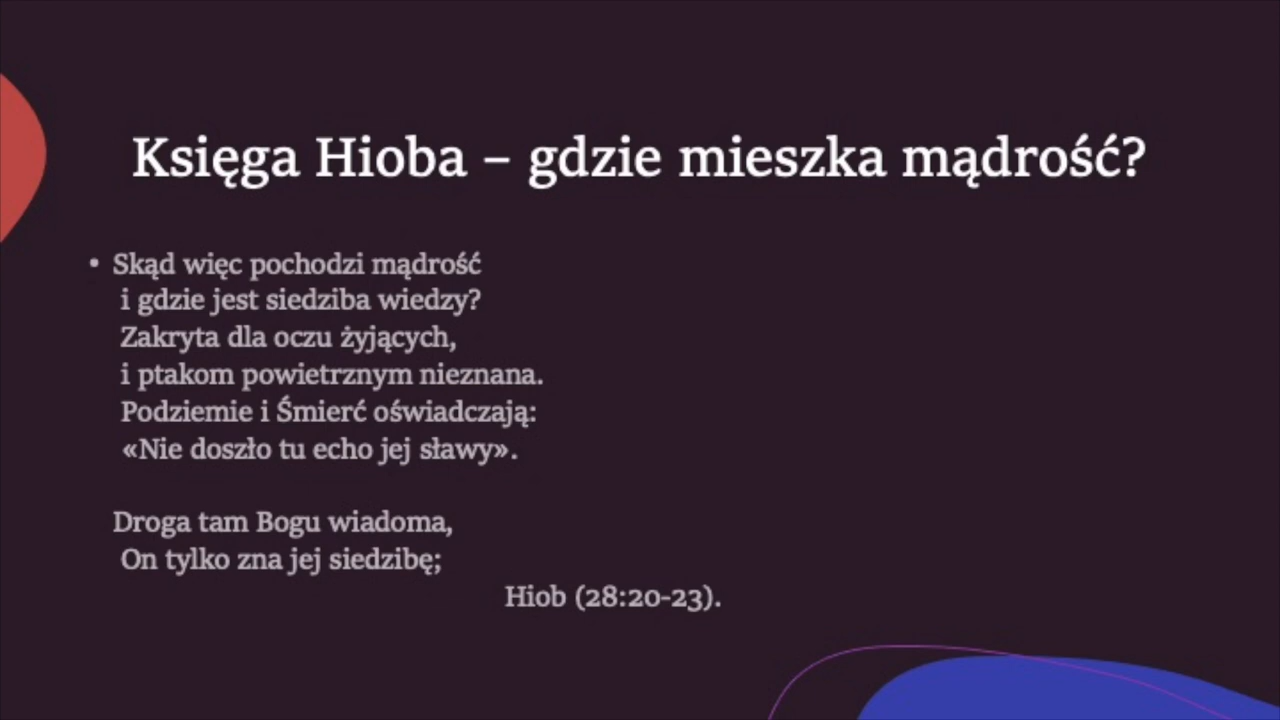 Księga Hioba – gdzie mieszka mądrość?
• Skąd więc pochodzi mądrość
i gdzie jest siedziba wiedzy?
Zakryta dla oczu żyjących,
i ptakom powietrznym nieznana.
Podziemie i Śmierć oświadczają:
«Nie doszło tu echo jej sławy».
Droga tam Bogu wiadoma,
On tylko zna jej siedzibę;
Hiob (28:20-23).